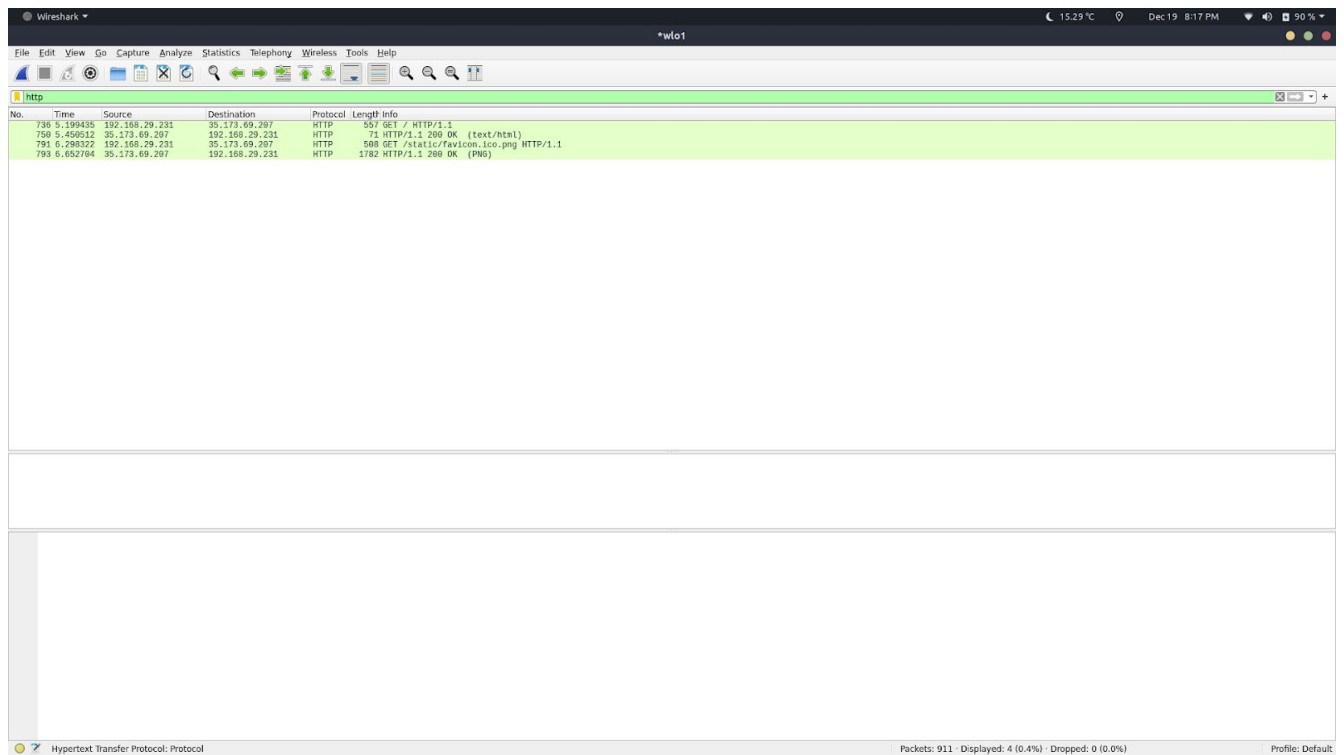 Wireshark 15.29 °C Dec 19 8:17 PM 90 %
*wlo1
File Edit View Go Capture Analyze Statistics Telephony Wireless Tools Help
http +
No. Time Source Destination Protocol Length Info
736 5.199435 192.168.29.231 35.173.69.207 HTTP 557 GET / HTTP/1.1
750 5.450512 35.173.69.207 192.168.29.231 HTTP 71 HTTP/1.1 200 OK (text/html)
791 6.298322 192.168.29.231 35.173.69.207 HTTP 508 GET /static/favicon.ico.png HTTP/1.1
793 6.652704 35.173.69.207 192.168.29.231 HTTP 1782 HTTP/1.1 200 OK (PNG)
Hypertext Transfer Protocol: Protocol Packets: 911 · Displayed: 4 (0.4%) · Dropped: 0 (0.0%) Profile: Default